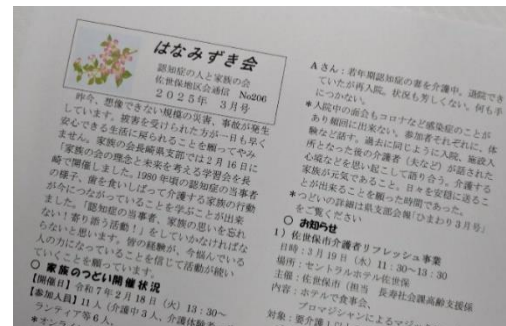 はなみずき会
認知症の人と家族の会
佐世保地区会通信 No206
2025年 3月号
昨今、想像できない規模の災害、事故が発生
しています。被害を受けられた方が一日も早く
安心できる生活に戻られることを願ってやみ
ません。家族の会長崎県支部では2月16日に
「家族の会の理念と未来を考える学習会を長
崎で開催しました。1980年頃の認知症の当事者
の様子、歯を食いしばって介護する家族の行動
が今につながっていることを学ぶことが出来
ました。「認知症の当事者、家族の思いを忘れ
ない!寄り添う活動!」をしていかなければな
らないと思います。皆の経験が、今悩んでいる
人の力になっていることを信じて活動が続い
ていくことを願っています。
○ 家族のつどい開催状況
【開催日】令和7年2月18日(火)13:30~
【参加人員】11人(介護中3人、介護体験者
ランティア等6人、
*オンライン
Aさん:若年期認知症の妻を介護中。退院でき
ていたが再入院。状況も芳しくない。何も手
につかない。
*入院中の面会もコロナなど感染症のことが
あり頻回に出来ない。参加者それぞれに、体
験など話す。過去に同じように入院、施設入
所となった後の介護者(夫など)が話された
心境などを思い起こして語り合う。介護する
家族が元気であること。日々を安穏に送るこ
とが出来ることを願った時間であった。
*つどいの詳細は県支部会報「ひまわり3月号」
をご覧ください
○ お知らせ
1)佐世保市介護者リフレッシュ事業
日時:3月19日(水)11:30~13:30
場所:セントラルホテル佐世保
主催:佐世保市(担当 長寿社会課高齢支援係
内容:ホテルで食事会、
プロマジシャンによるマジー
対象:要介護1以